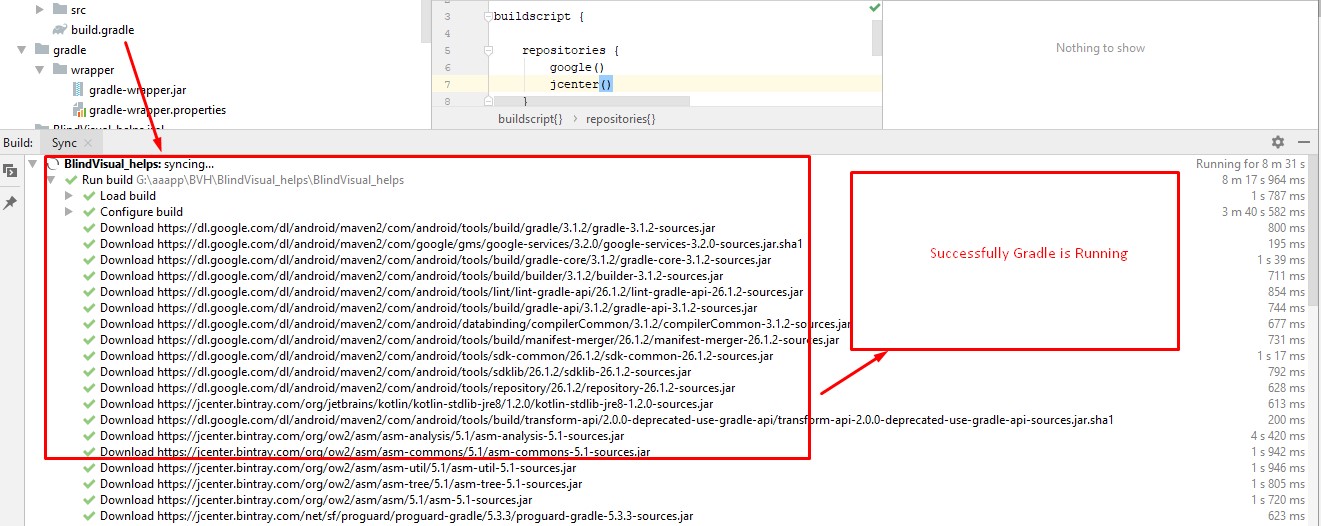 src
build.gradle
gradle
wrapper
gradle-wrapper.jar
gradle-wrapper.properties
3 buildscript {
4
5 repositories {
6 google()
7 jcenter()
8 }
buildscript{} › repositories{}
Nothing to show
Build: Sync
BlindVisual_helps: syncing... Running for 8 m 31 s
Run build G:\aaapp\BVH\BlindVisual_helps\BlindVisual_helps 8 m 17 s 964 ms
Load build 1 s 787 ms
Configure build 3 m 40 s 582 ms
Download https://dl.google.com/dl/android/maven2/com/android/tools/build/gradle/3.1.2/gradle-3.1.2-sources.jar 800 ms
Download https://dl.google.com/dl/android/maven2/com/google/gms/google-services/3.2.0/google-services-3.2.0-sources.jar.sha1 195 ms
Download https://dl.google.com/dl/android/maven2/com/android/tools/build/gradle-core/3.1.2/gradle-core-3.1.2-sources.jar 1 s 39 ms
Download https://dl.google.com/dl/android/maven2/com/android/tools/build/builder/3.1.2/builder-3.1.2-sources.jar 711 ms
Download https://dl.google.com/dl/android/maven2/com/android/tools/lint/lint-gradle-api/26.1.2/lint-gradle-api-26.1.2-sources.jar 854 ms
Download https://dl.google.com/dl/android/maven2/com/android/tools/build/gradle-api/3.1.2/gradle-api-3.1.2-sources.jar 744 ms
Download https://dl.google.com/dl/android/maven2/com/android/databinding/compilerCommon/3.1.2/compilerCommon-3.1.2-sources.jar 677 ms
Download https://dl.google.com/dl/android/maven2/com/android/tools/build/manifest-merger/26.1.2/manifest-merger-26.1.2-sources.jar 731 ms
Download https://dl.google.com/dl/android/maven2/com/android/tools/sdk-common/26.1.2/sdk-common-26.1.2-sources.jar 1 s 17 ms
Download https://dl.google.com/dl/android/maven2/com/android/tools/sdklib/26.1.2/sdklib-26.1.2-sources.jar 792 ms
Download https://dl.google.com/dl/android/maven2/com/android/tools/repository/26.1.2/repository-26.1.2-sources.jar 628 ms
Download https://jcenter.bintray.com/org/jetbrains/kotlin/kotlin-stdlib-jre8/1.2.0/kotlin-stdlib-jre8-1.2.0-sources.jar 613 ms
Download https://dl.google.com/dl/android/maven2/com/android/tools/build/transform-api/2.0.0-deprecated-use-gradle-api/transform-api-2.0.0-deprecated-use-gradle-api-sources.jar.sha1 200 ms
Download https://jcenter.bintray.com/org/ow2/asm/asm-analysis/5.1/asm-analysis-5.1-sources.jar 4 s 420 ms
Download https://jcenter.bintray.com/org/ow2/asm/asm-commons/5.1/asm-commons-5.1-sources.jar 1 s 942 ms
Download https://jcenter.bintray.com/org/ow2/asm/asm-util/5.1/asm-util-5.1-sources.jar 1 s 946 ms
Download https://jcenter.bintray.com/org/ow2/asm/asm-tree/5.1/asm-tree-5.1-sources.jar 1 s 805 ms
Download https://jcenter.bintray.com/org/ow2/asm/asm/5.1/asm-5.1-sources.jar 1 s 720 ms
Download https://jcenter.bintray.com/net/sf/proguard/proguard-gradle/5.3.3/proguard-gradle-5.3.3-sources.jar 623 ms
Successfully Gradle is Running